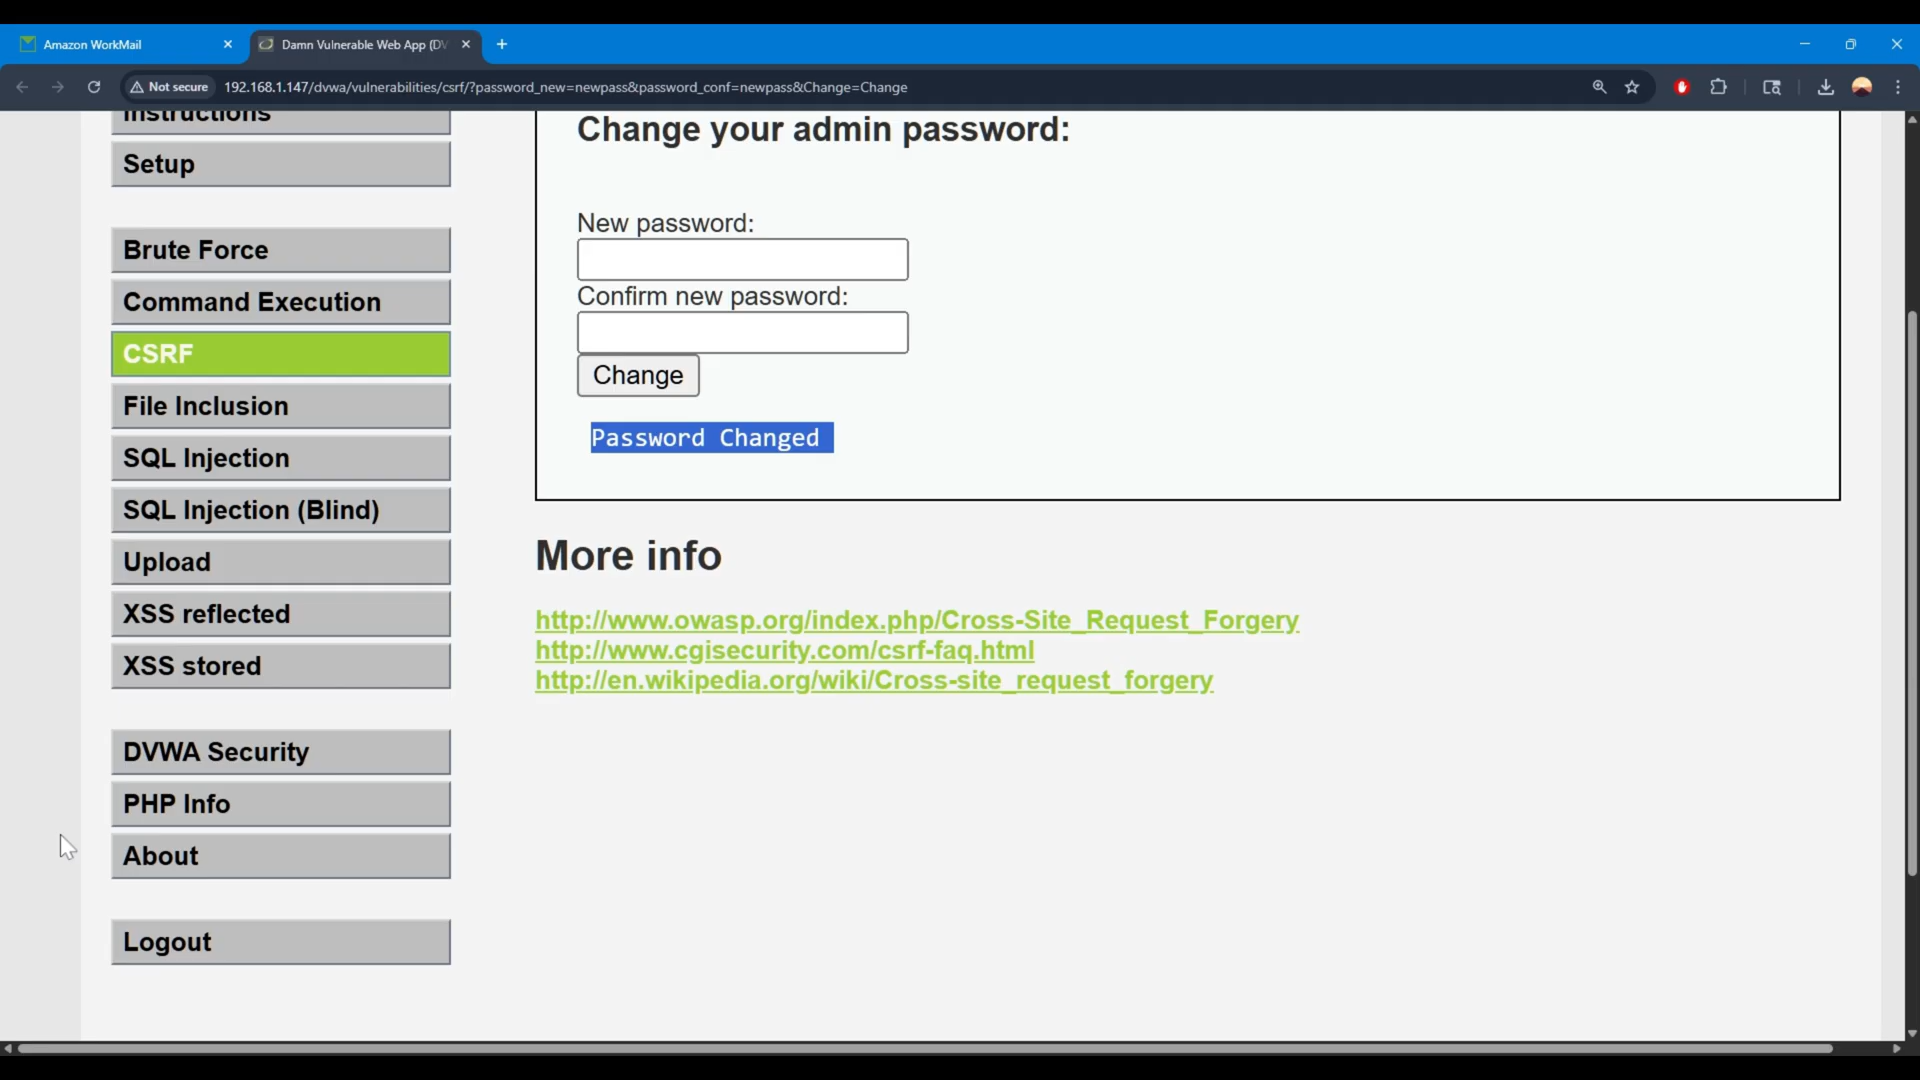 Amazon WorkMail
Damn Vulnerable Web App (DV
Not secure
192.168.1.147/dvwa/vulnerabilities/csrf/?password_new=newpass&password_conf=newpass&Change=Change
Instructions
Setup
Brute Force
Command Execution
CSRF
File Inclusion
SQL Injection
SQL Injection (Blind)
Upload
XSS reflected
XSS stored
DVWA Security
PHP Info
About
Logout
Change your admin password:
New password:
Confirm new password:
Change
Password Changed
More info
http://www.owasp.org/index.php/Cross-Site_Request_Forgery
http://www.cgisecurity.com/csrf-faq.html
http://en.wikipedia.org/wiki/Cross-site_request_forgery